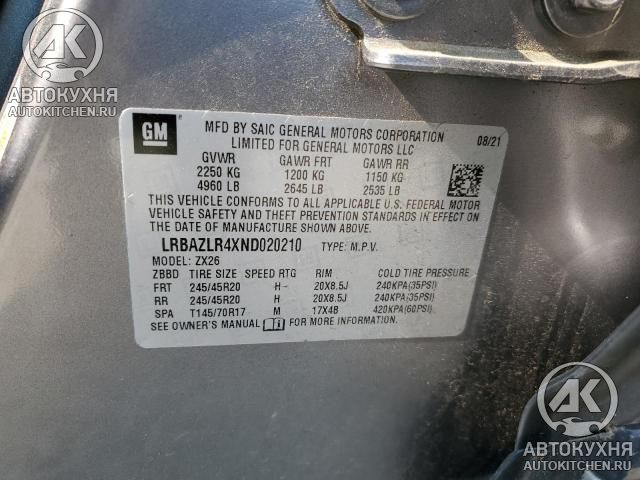 АК
АВТОКУХНЯ
AUTOKITCHEN.RU
GM
MFD BY SAIC GENERAL MOTORS CORPORATION
LIMITED FOR GENERAL MOTORS LLC
08/21
GVWR GAWR FRT GAWR RR
2250 KG 1200 KG 1150 KG
4960 LB 2645 LB 2535 LB
THIS VEHICLE CONFORMS TO ALL APPLICABLE U.S. FEDERAL MOTOR
VEHICLE SAFETY AND THEFT PREVENTION STANDARDS IN EFFECT
ON THE DATE OF MANUFACTURE SHOWN ABOVE.
LRBAZLR4XND020210 TYPE: M.P.V.
MODEL: ZX26
ZBBD TIRE SIZE SPEED RTG RIM COLD TIRE PRESSURE
FRT 245/45R20 H- 20X8.5J 240KPA(35PSI)
RR 245/45R20 H 20X8.5J 240KPA(35PSI)
SPA T145/70R17 M 17X4B 420KPA(60PSI)
SEE OWNER'S MANUAL FOR MORE INFORMATION
АК
АВТОКУХНЯ
AUTOKITCHEN.RU